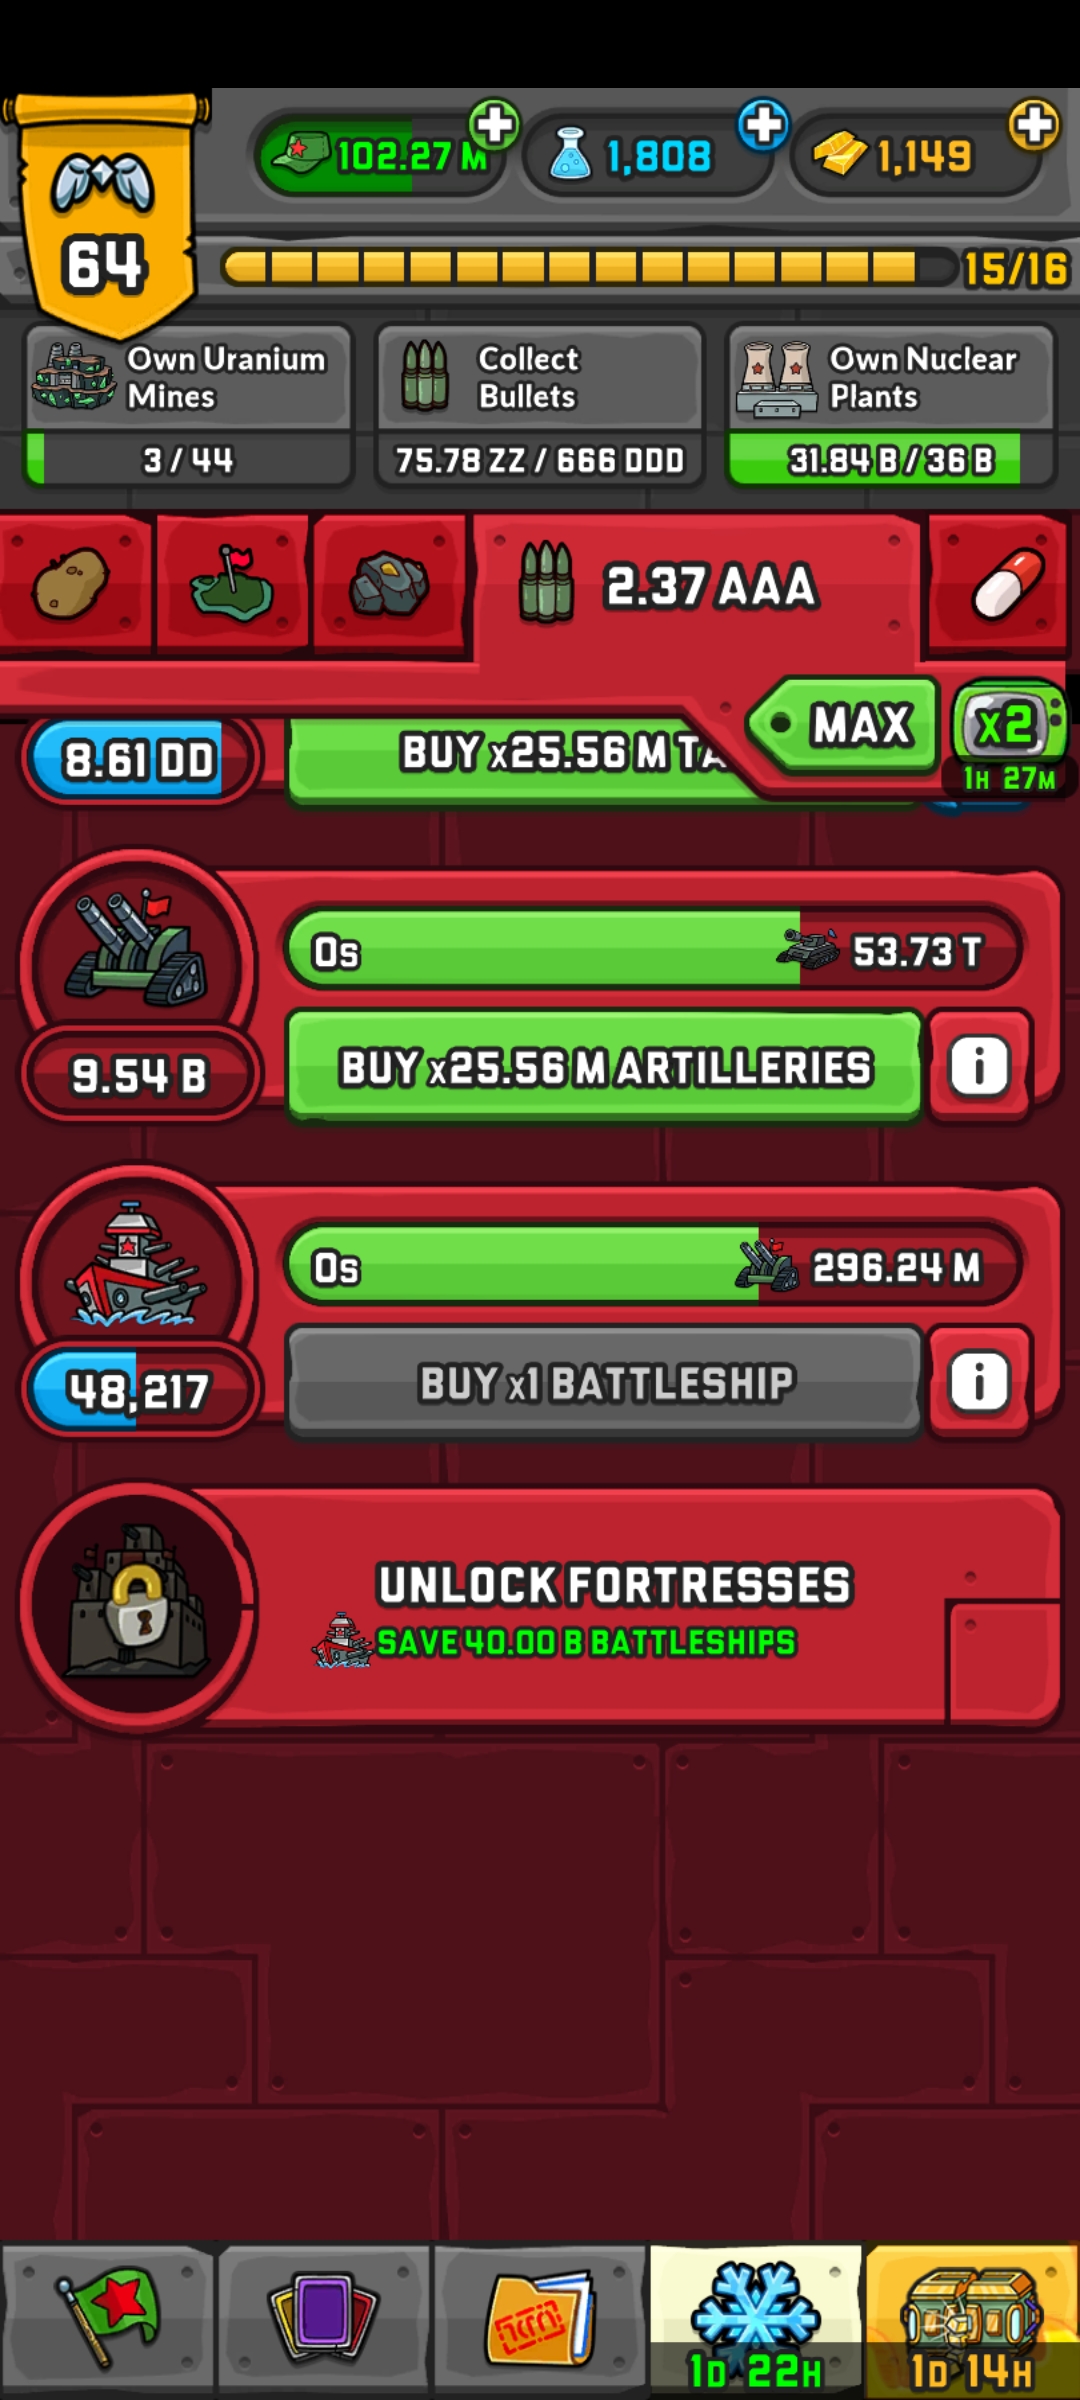 102.27 M
1,808
1,149
64
15/16
Own Uranium
Mines
3 / 44
Collect
Bullets
75.78 ZZ / 666 DDD
Own Nuclear
Plants
31.84 B / 36 B
2.37 AAA
MAX
x2
1H 27M
8.61 DD
BUY x25.56 M TA
0s
53.73 T
9.54 B
BUY x25.56 M ARTILLERIES
i
0s
296.24 M
48,217
BUY x1 BATTLESHIP
i
UNLOCK FORTRESSES
SAVE 40.00 B BATTLESHIPS
1D 22H
1D 14H